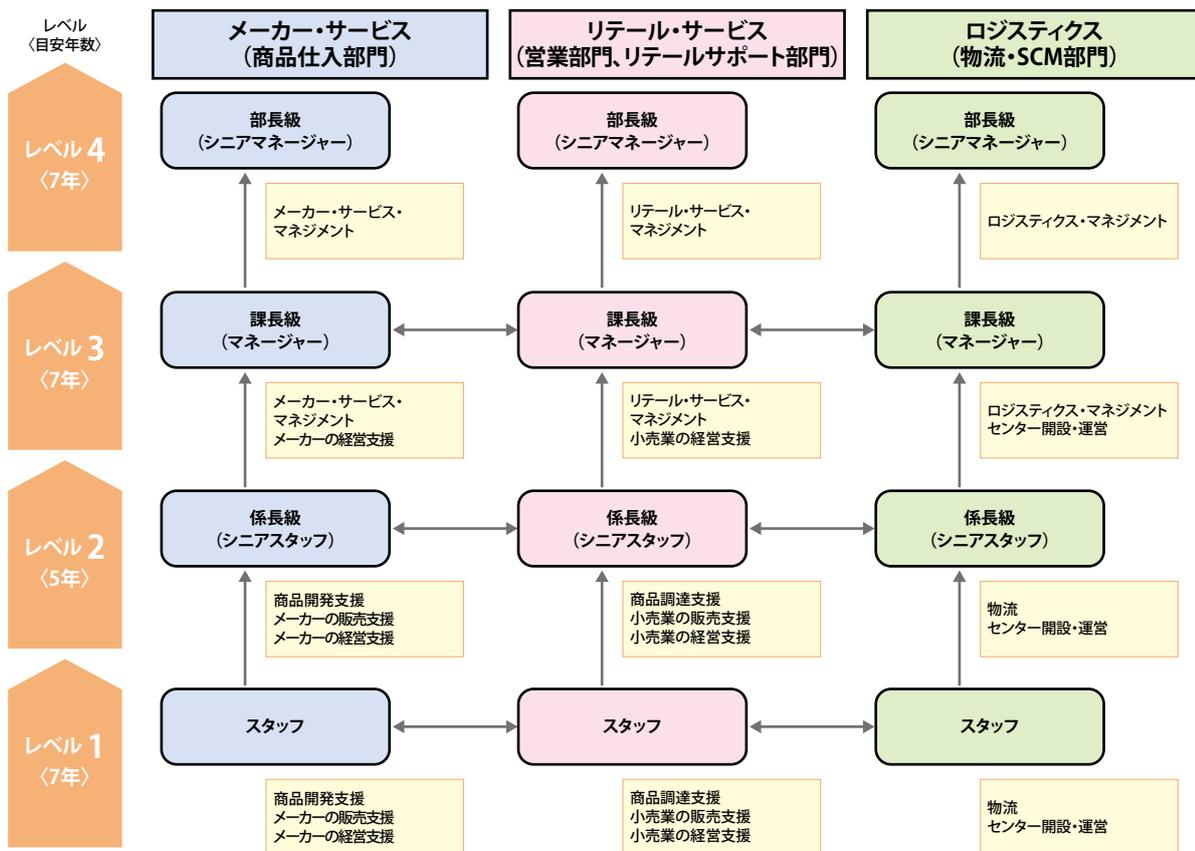 レベル
〈目安年数〉
メーカー・サービス
（商品仕入部門）
リテール・サービス
（営業部門、リテールサポート部門）
ロジスティクス
（物流・SCM部門）
レベル 4
〈7年〉
部長級
（シニアマネージャー）
部長級
（シニアマネージャー）
部長級
（シニアマネージャー）
メーカー・サービス・
マネジメント
リテール・サービス・
マネジメント
ロジスティクス・マネジメント
レベル 3
〈7年〉
課長級
（マネージャー）
課長級
（マネージャー）
課長級
（マネージャー）
メーカー・サービス・
マネジメント
メーカーの経営支援
リテール・サービス・
マネジメント
小売業の経営支援
ロジスティクス・マネジメント
センター開設・運営
レベル 2
〈5年〉
係長級
（シニアスタッフ）
係長級
（シニアスタッフ）
係長級
（シニアスタッフ）
商品開発支援
メーカーの販売支援
メーカーの経営支援
商品調達支援
小売業の販売支援
小売業の経営支援
物流
センター開設・運営
レベル 1
〈7年〉
スタッフ
スタッフ
スタッフ
商品開発支援
メーカーの販売支援
メーカーの経営支援
商品調達支援
小売業の販売支援
小売業の経営支援
物流
センター開設・運営